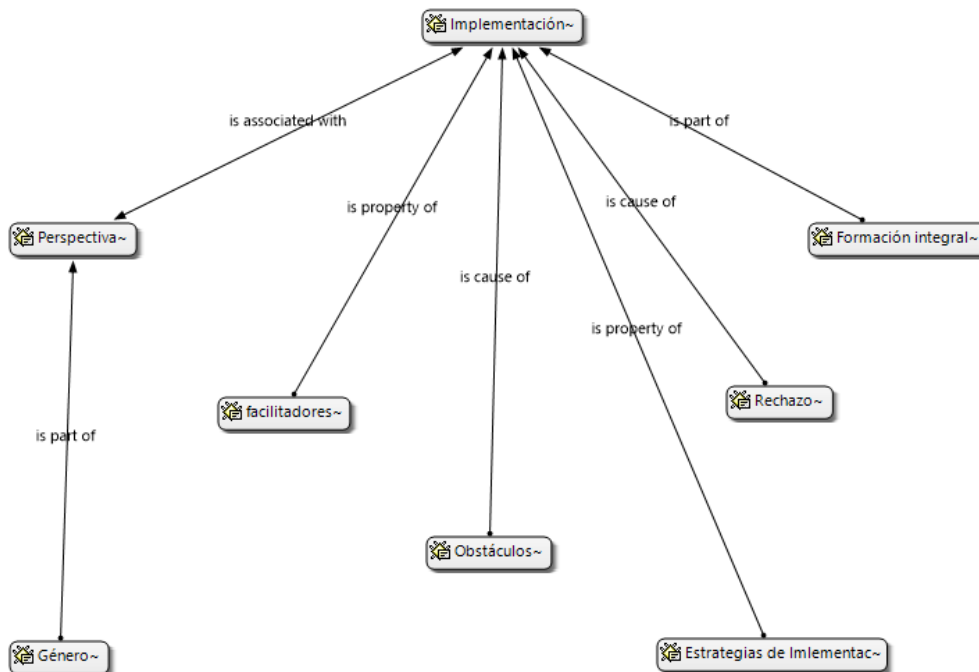 Implementación~
is associated with
is part of
is property of
is cause of
Perspectiva~
Formación integral~
is cause of
is property of
Rechazo~
facilitadores~
is part of
Obstáculos~
Género~
Estrategias de Imlementac~